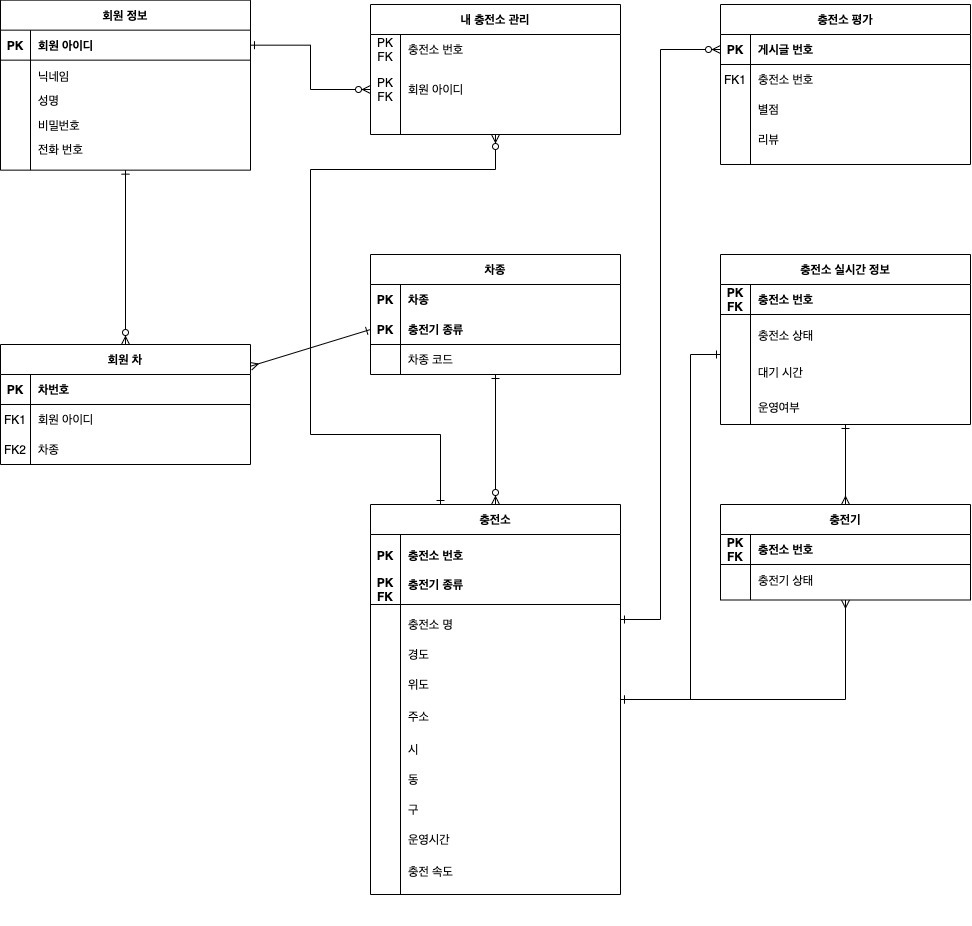 회원 정보
PK 회원 아이디
닉네임
성명
비밀번호
전화 번호
내 충전소 관리
PK
FK 충전소 번호
PK
FK 회원 아이디
충전소 평가
PK 게시글 번호
FK1 충전소 번호
별점
리뷰
회원 차
PK 차번호
FK1 회원 아이디
FK2 차종
차종
PK 차종
PK 충전기 종류
차종 코드
충전소 실시간 정보
PK
FK 충전소 번호
충전소 상태
대기 시간
운영여부
충전소
PK 충전소 번호
PK
FK 충전기 종류
충전소 명
경도
위도
주소
시
동
구
운영시간
충전 속도
충전기
PK
FK 충전소 번호
충전기 상태